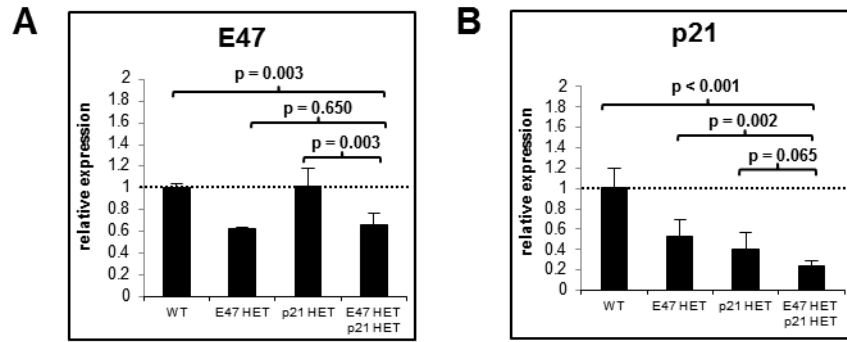 A
E47
p = 0.003
p = 0.650
p = 0.003
relative expression
2
1.8
1.6
1.4
1.2
1
0.8
0.6
0.4
0.2
0
WT
E47 HET
p21 HET
E47 HET
p21 HET
B
p21
p < 0.001
p = 0.002
p = 0.065
relative expression
2
1.8
1.6
1.4
1.2
1
0.8
0.6
0.4
0.2
0
WT
E47 HET
p21 HET
E47 HET
p21 HET